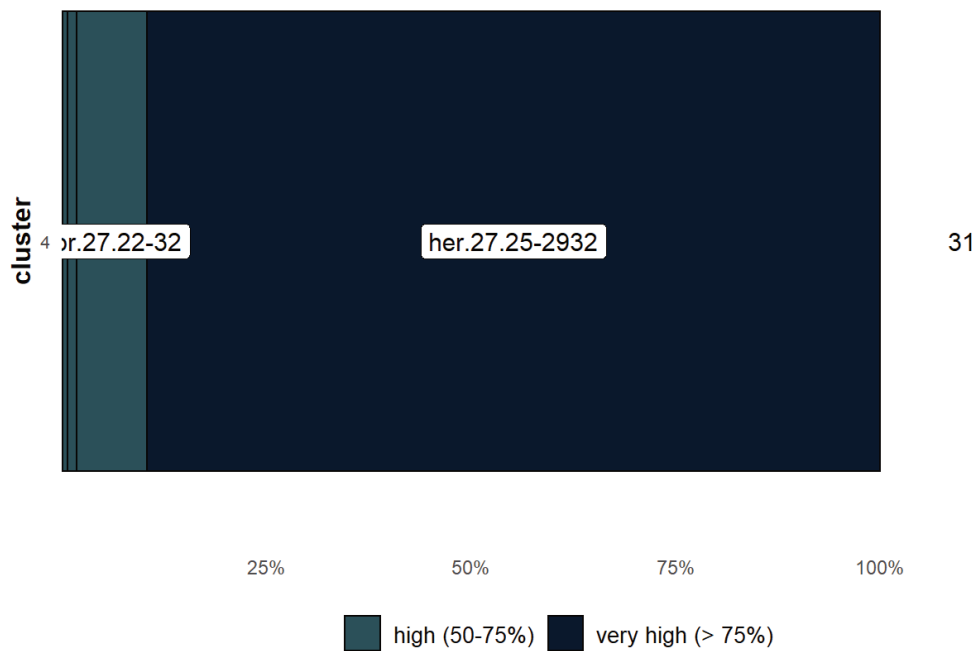 cluster
4
r.27.22-32
her.27.25-2932
31
25%
50%
75%
100%
high (50-75%)
very high (> 75%)